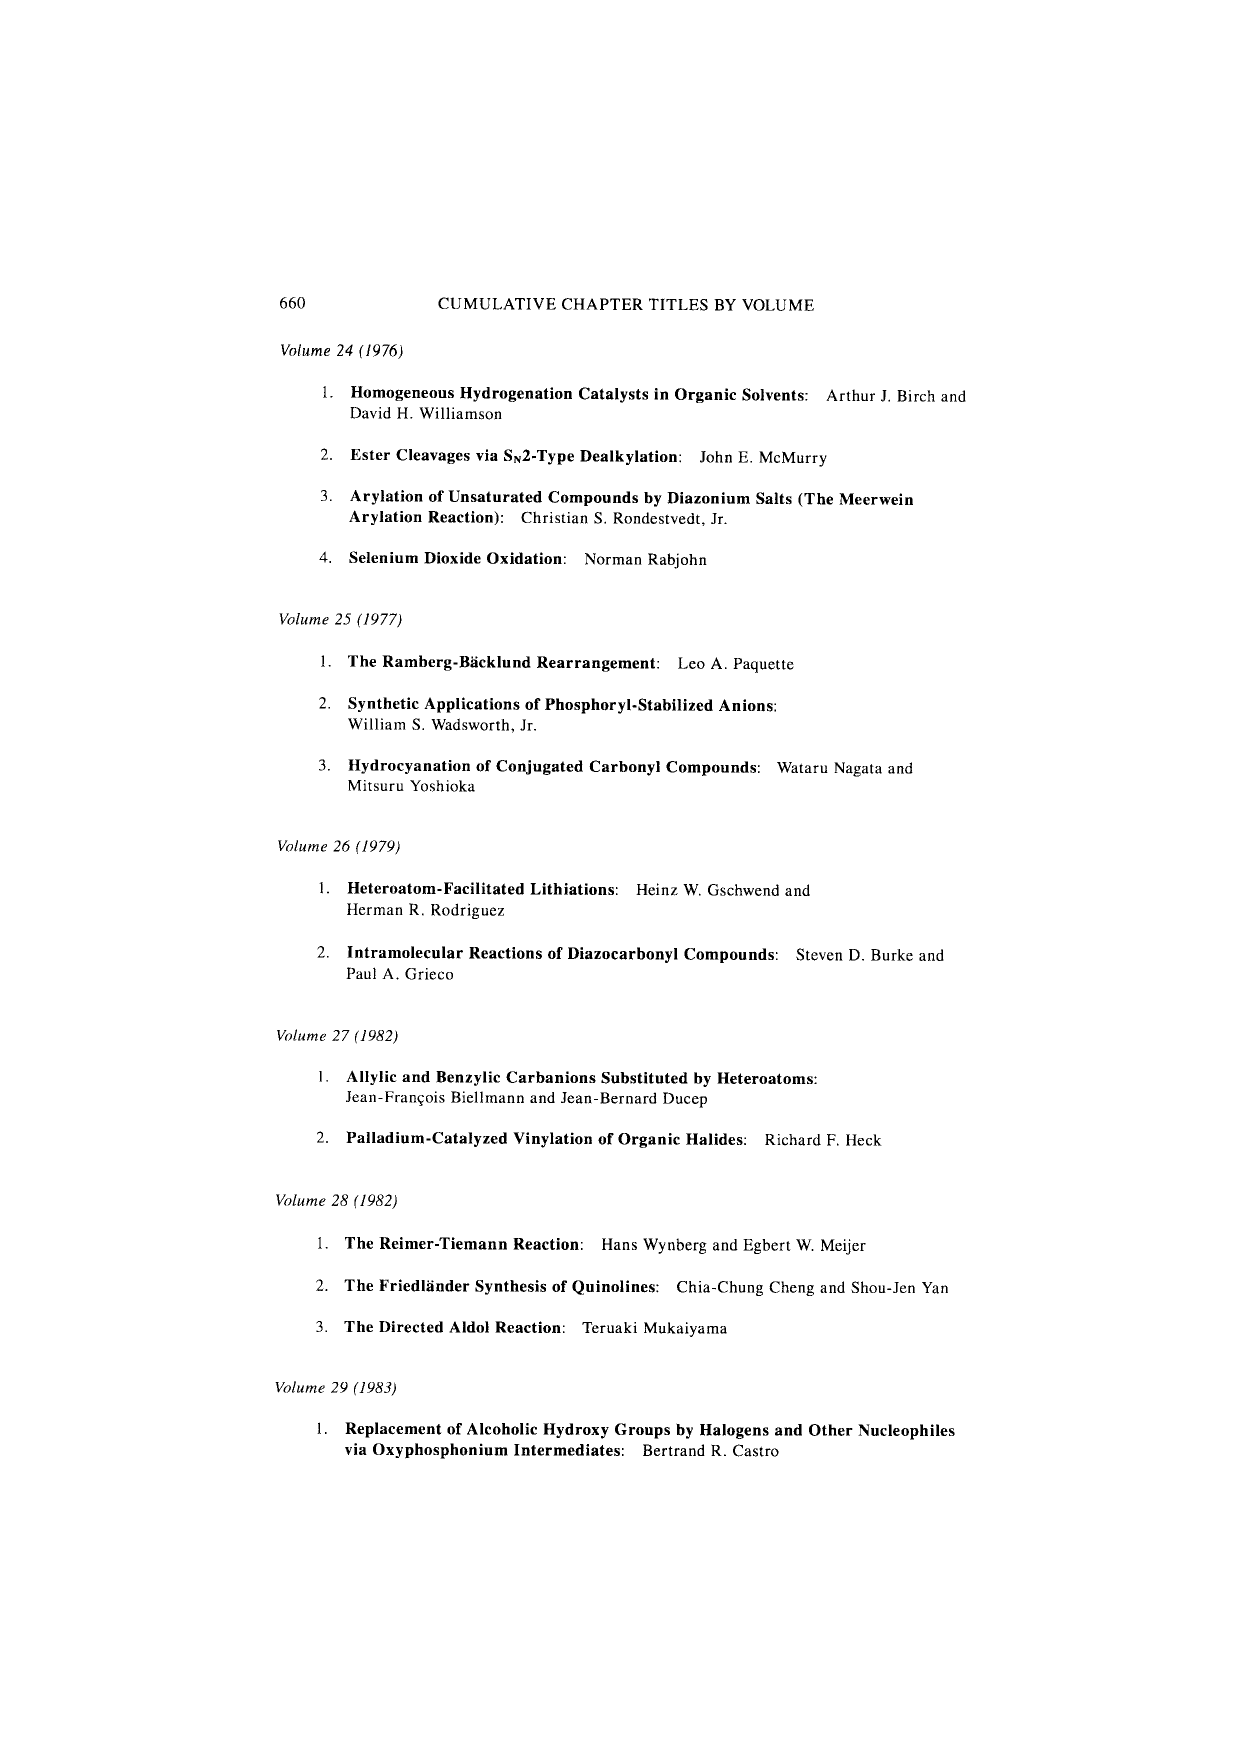 660 CUMULATIVE CHAPTER TITLES BY VOLUME
Volume 24 (1976)
1. Homogeneous Hydrogenation Catalysts in Organic Solvents: Arthur J. Birch and
David H. Williamson
2. Ester Cleavages via SN2-Type Dealkylation: John E. McMurry
3. Arylation of Unsaturated Compounds by Diazonium Salts (The Meerwein
Arylation Reaction): Christian S. Rondestvedt, Jr.
4. Selenium Dioxide Oxidation: Norman Rabjohn
Volume 25 (1977)
1. The Ramberg-Bäcklund Rearrangement: Leo A. Paquette
2. Synthetic Applications of Phosphoryl-Stabilized Anions:
William S. Wadsworth, Jr.
3. Hydrocyanation of Conjugated Carbonyl Compounds: Wataru Nagata and
Mitsuru Yoshioka
Volume 26 (1979)
1. Heteroatom-Facilitated Lithiations: Heinz W. Gschwend and
Herman R. Rodriguez
2. Intramolecular Reactions of Diazocarbonyl Compounds: Steven D. Burke and
Paul A. Grieco
Volume 27 (1982)
1. Allylic and Benzylic Carbanions Substituted by Heteroatoms:
Jean-François Biellmann and Jean-Bernard Ducep
2. Palladium-Catalyzed Vinylation of Organic Halides: Richard F. Heck
Volume 28 (1982)
1. The Reimer-Tiemann Reaction: Hans Wynberg and Egbert W. Meijer
2. The Friedländer Synthesis of Quinolines: Chia-Chung Cheng and Shou-Jen Yan
3. The Directed Aldol Reaction: Teruaki Mukaiyama
Volume 29 (1983)
1. Replacement of Alcoholic Hydroxy Groups by Halogens and Other Nucleophiles
via Oxyphosphonium Intermediates: Bertrand R. Castro